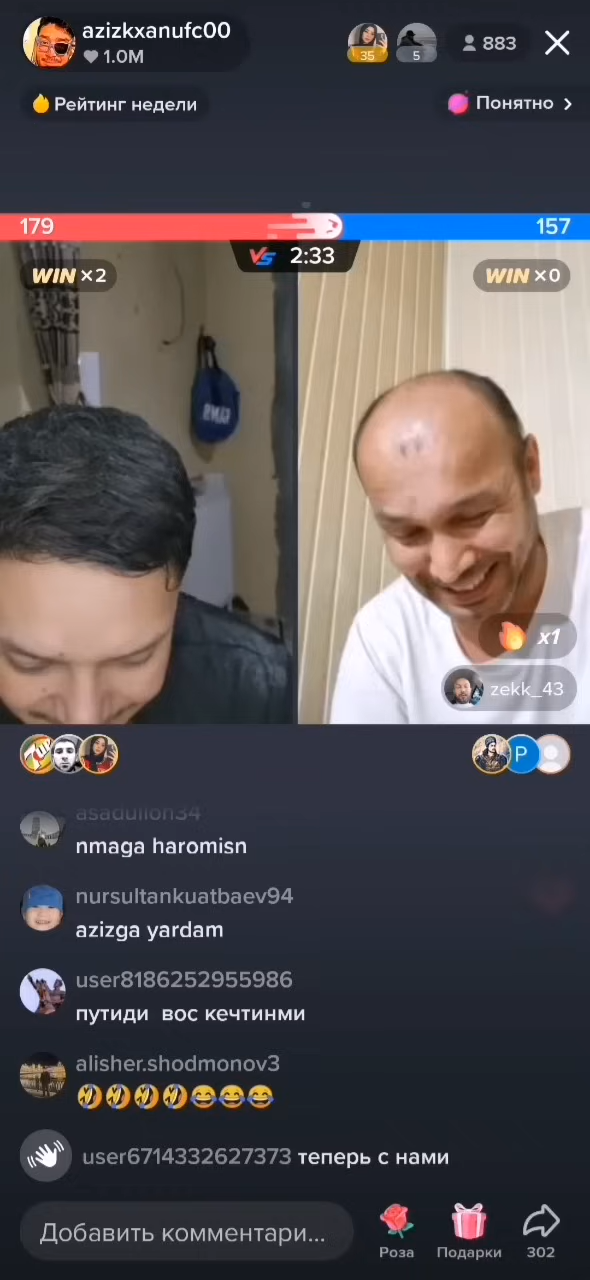 azizkxanufc00
1.0M
35
5
883
Рейтинг недели
Понятно
179
157
VS 2:33
WIN ×2
WIN ×0
x1
zekk_43
7up
P
asadullon34
nmaga haromisn
nursultankuatbaev94
azizga yardam
user8186252955986
путиди вос кечтинми
alisher.shodmonov3
🤣🤣🤣🤣😂😂😂
user6714332627373 теперь с нами
Добавить комментари...
Роза
Подарки
302